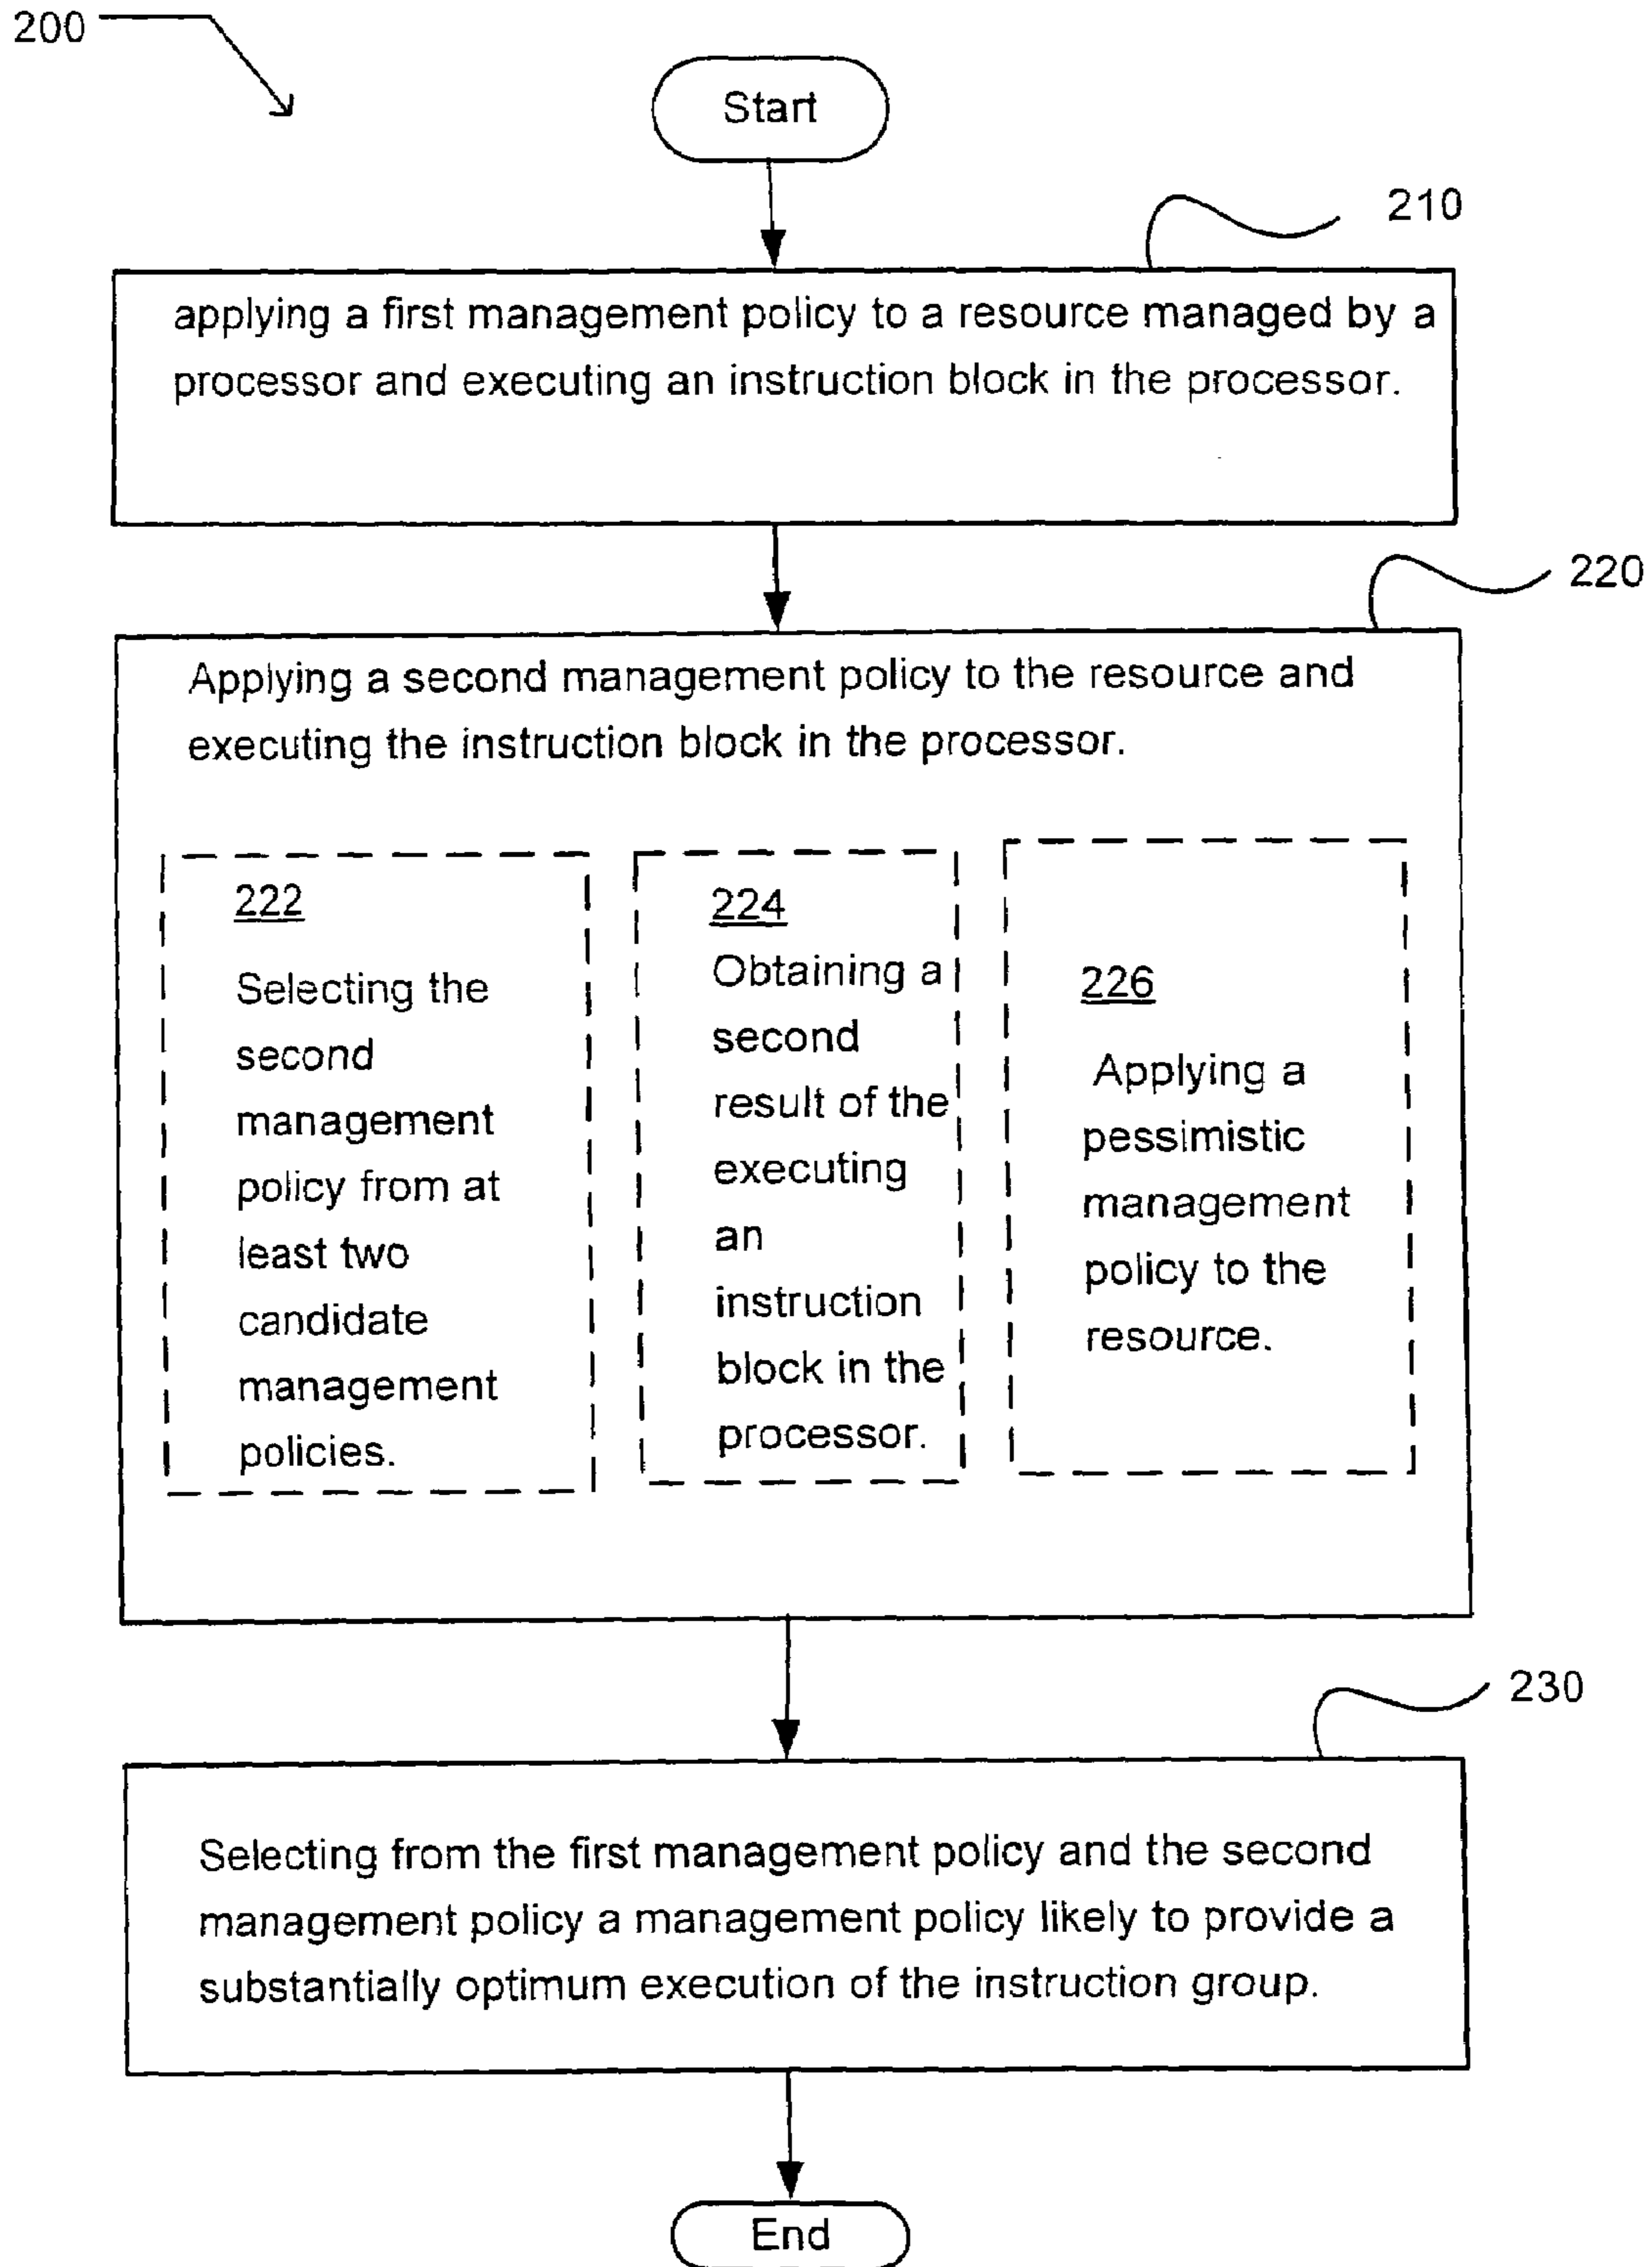 200
Start
210
applying a first management policy to a resource managed by a
processor and executing an instruction block in the processor.
220
Applying a second management policy to the resource and
executing the instruction block in the processor.
222
Selecting the
second
management
policy from at
least two
candidate
management
policies.
224
Obtaining a
second
result of the
executing
an
instruction
block in the
processor.
226
Applying a
pessimistic
management
policy to the
resource.
230
Selecting from the first management policy and the second
management policy a management policy likely to provide a
substantially optimum execution of the instruction group.
End